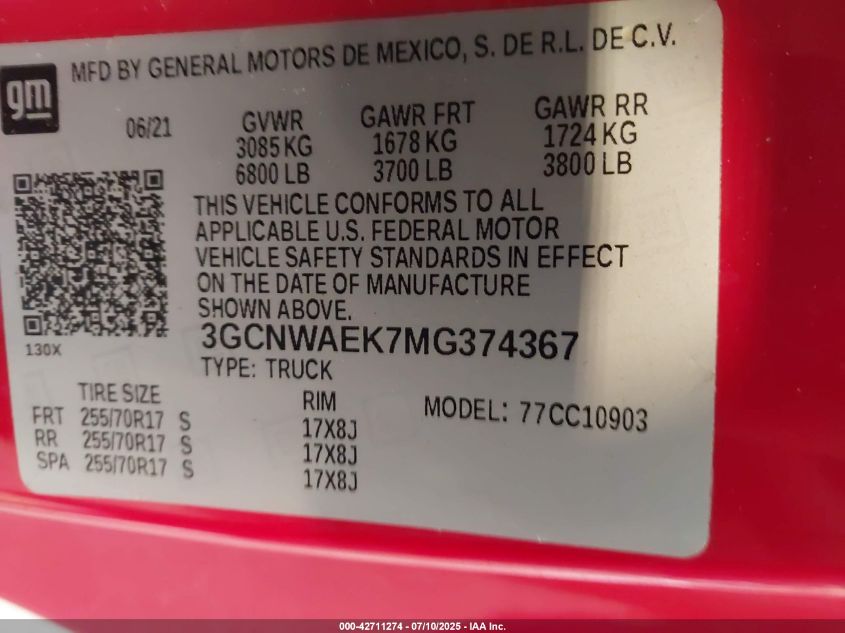 MFD BY GENERAL MOTORS DE MEXICO, S. DE R.L. DE C.V.
gm
06/21
GVWR GAWR FRT GAWR RR
3085 KG 1678 KG 1724 KG
6800 LB 3700 LB 3800 LB
THIS VEHICLE CONFORMS TO ALL
APPLICABLE U.S. FEDERAL MOTOR
VEHICLE SAFETY STANDARDS IN EFFECT
ON THE DATE OF MANUFACTURE
SHOWN ABOVE.
3GCNWAEK7MG374367
130X
TYPE: TRUCK
TIRE SIZE RIM MODEL: 77CC10903
FRT 255/70R17 S 17X8J
RR 255/70R17 S 17X8J
SPA 255/70R17 S 17X8J
000-42711274 - 07/10/2025 - IAA Inc.